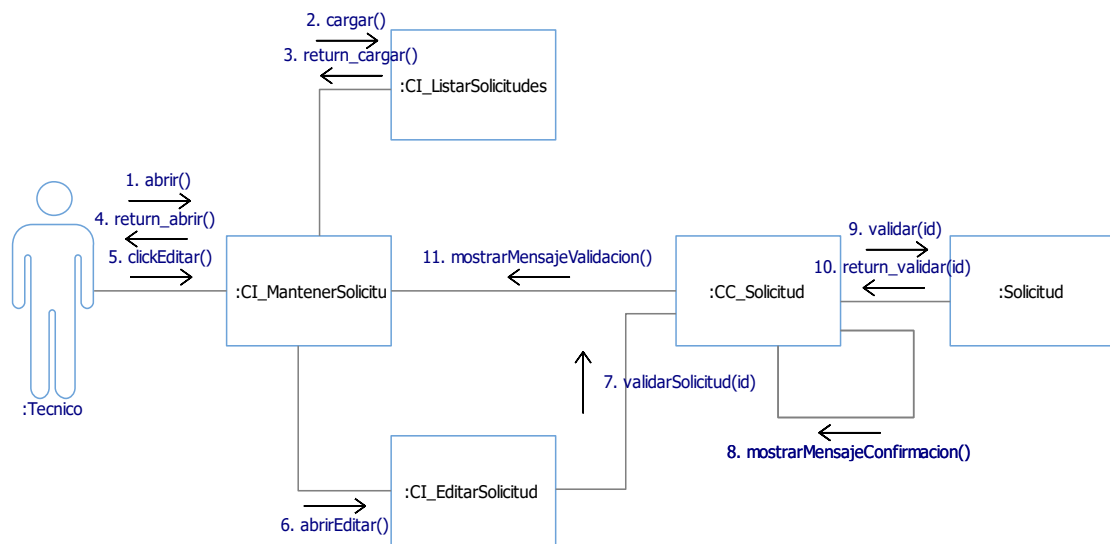 2. cargar()
3. return_cargar()
:CI_ListarSolicitudes
1. abrir()
4. return_abrir()
5. clickEditar()
:Tecnico
:CI_MantenerSolicitu
11. mostrarMensajeValidacion()
:CC_Solicitud
9. validar(id)
10. return_validar(id)
:Solicitud
7. validarSolicitud(id)
8. mostrarMensajeConfirmacion()
:CI_EditarSolicitud
6. abrirEditar()